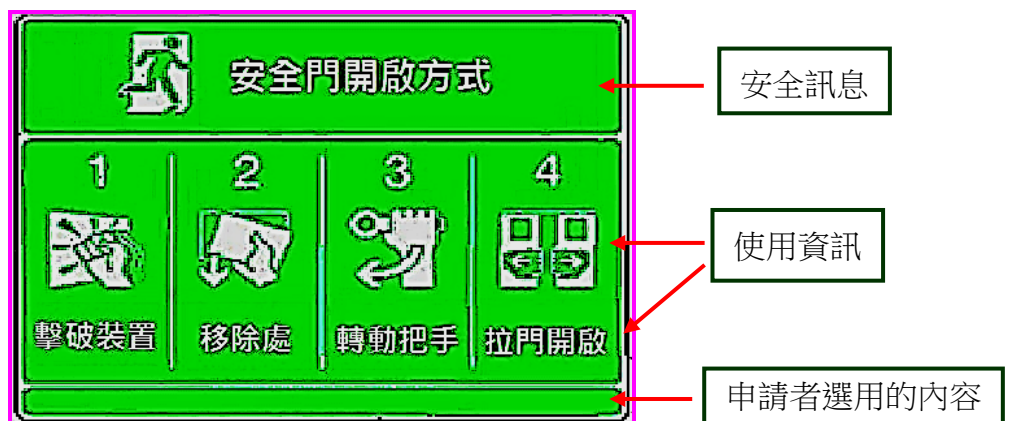 安全門開啟方式
安全訊息
1 2 3 4
擊破裝置 移除處 轉動把手 拉門開啟
使用資訊
申請者選用的內容